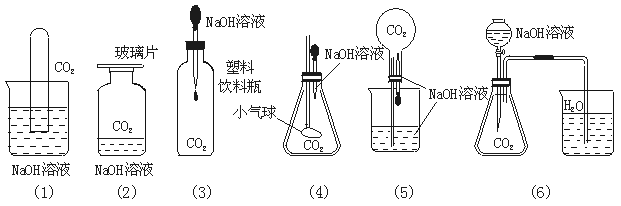 CO₂
NaOH溶液
(1)
玻璃片
CO₂
NaOH溶液
(2)
NaOH溶液
塑料
饮料瓶
CO₂
(3)
NaOH溶液
小气球
CO₂
(4)
CO₂
NaOH溶液
(5)
NaOH溶液
H₂O
CO₂
(6)